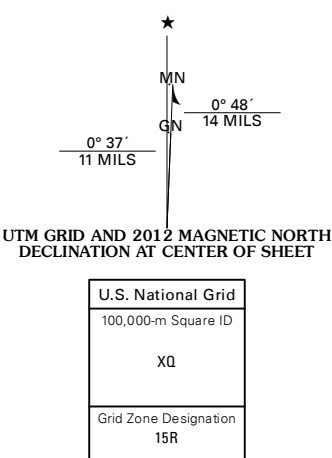 MN
0° 48´
14 MILS
GN
0° 37´
11 MILS
UTM GRID AND 2012 MAGNETIC NORTH
DECLINATION AT CENTER OF SHEET
U.S. National Grid
100,000-m Square ID
XQ
Grid Zone Designation
15R